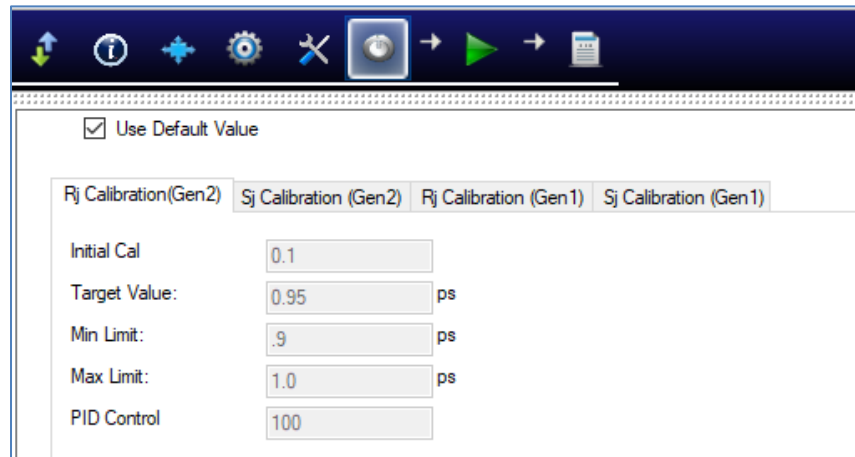 Use Default Value
Rj Calibration(Gen2) Sj Calibration (Gen2) Rj Calibration (Gen1) Sj Calibration (Gen1)
Initial Cal 0.1
Target Value: 0.95 ps
Min Limit: .9 ps
Max Limit: 1.0 ps
PID Control 100